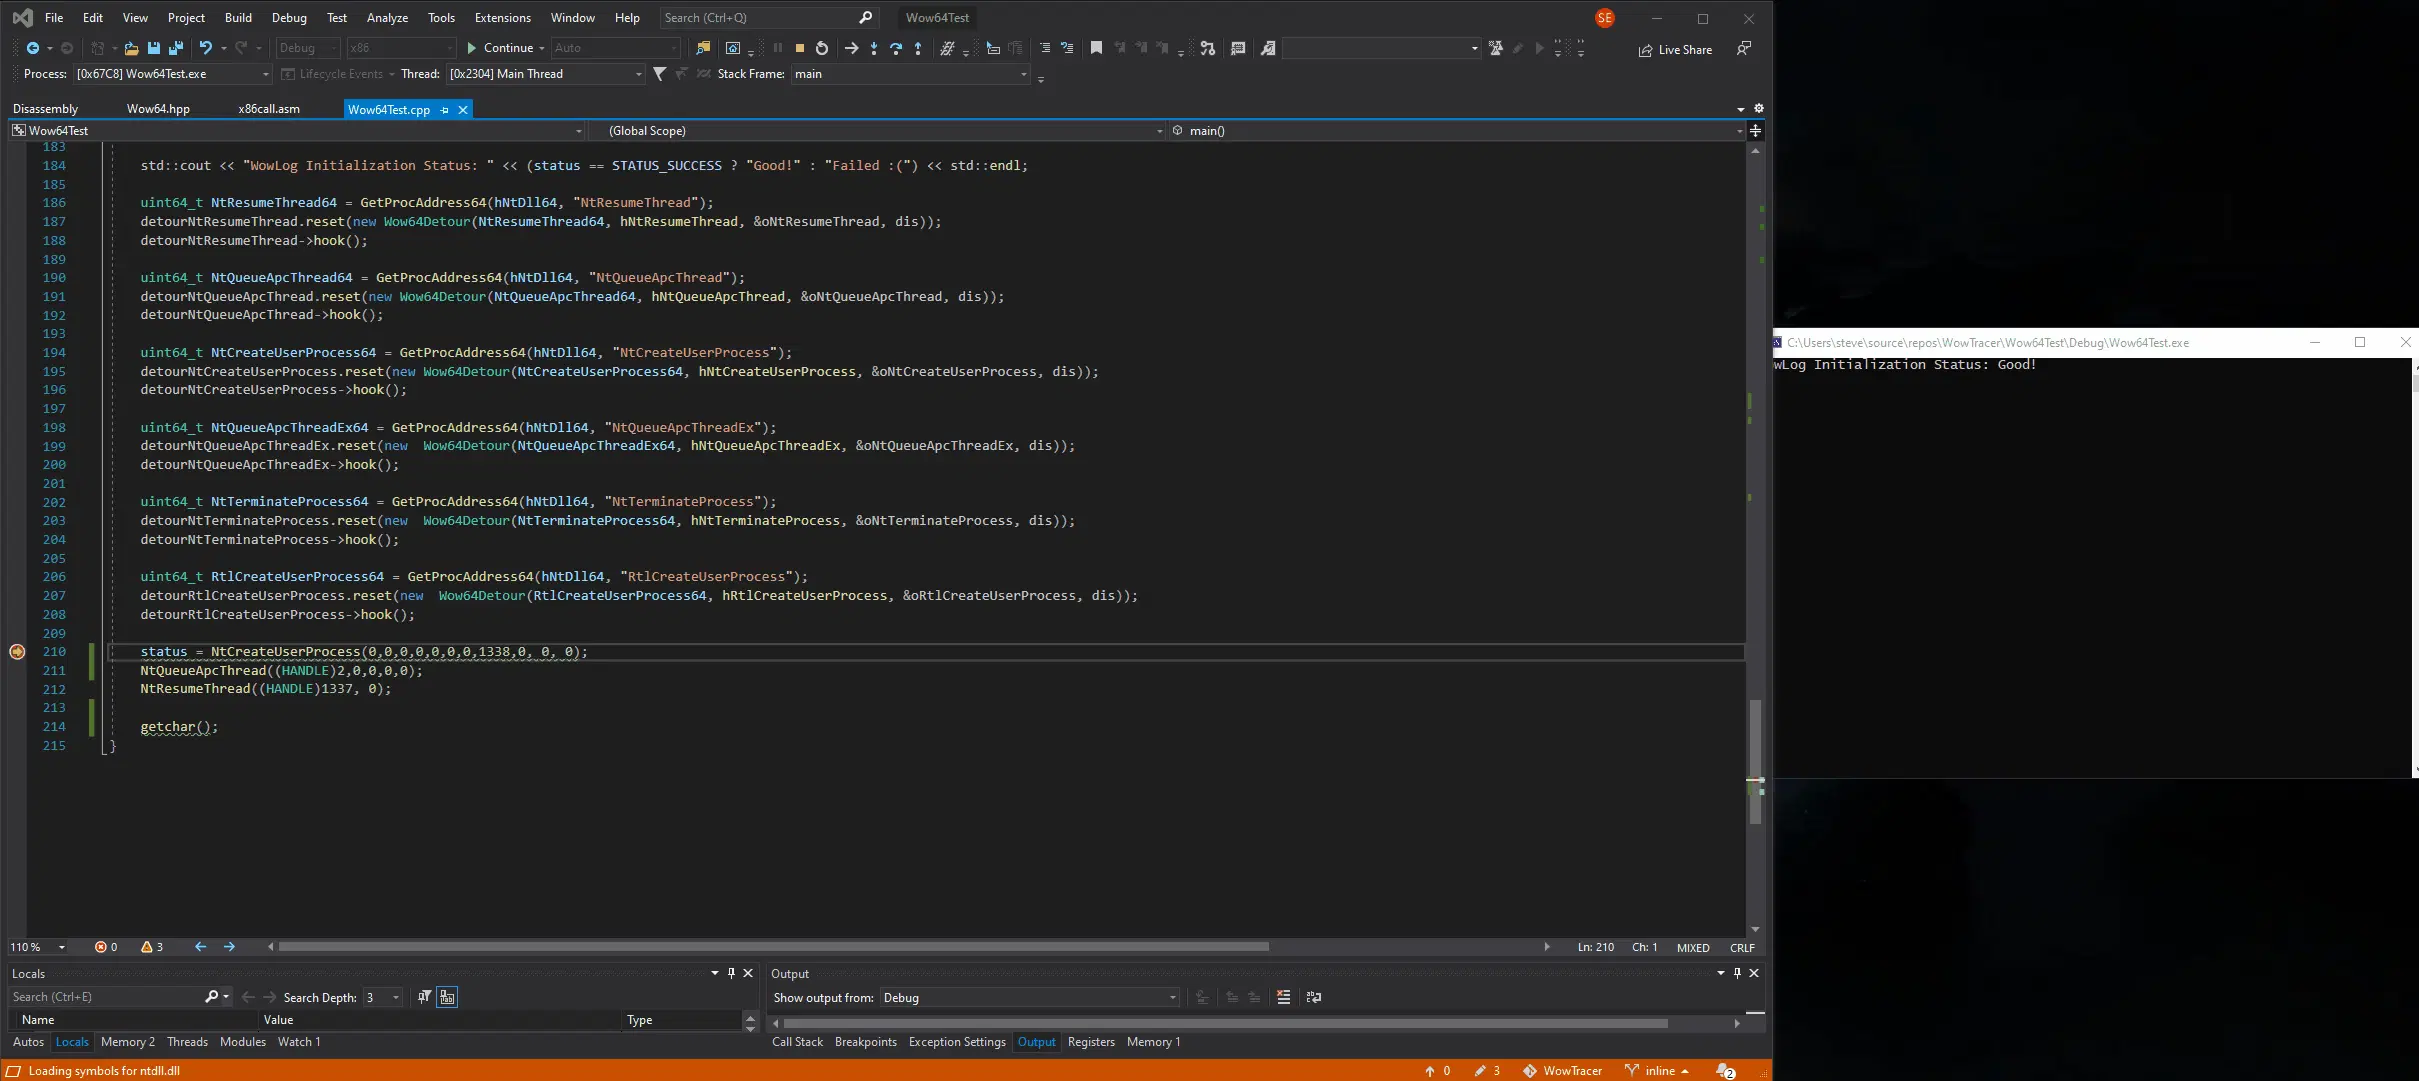 File Edit View Project Build Debug Test Analyze Tools Extensions Window Help Search (Ctrl+Q) Wow64Test SE
Debug x86 Continue Auto Live Share
Process: [0x67C8] Wow64Test.exe Lifecycle Events Thread: [0x2304] Main Thread Stack Frame: main
Disassembly Wow64.hpp x86call.asm Wow64Test.cpp
Wow64Test (Global Scope) main()
183
184 std::cout << "WowLog Initialization Status: " << (status == STATUS_SUCCESS ? "Good!" : "Failed :(") << std::endl;
185
186 uint64_t NtResumeThread64 = GetProcAddress64(hNtDll64, "NtResumeThread");
187 detourNtResumeThread.reset(new Wow64Detour(NtResumeThread64, hNtResumeThread, &oNtResumeThread, dis));
188 detourNtResumeThread->hook();
189
190 uint64_t NtQueueApcThread64 = GetProcAddress64(hNtDll64, "NtQueueApcThread");
191 detourNtQueueApcThread.reset(new Wow64Detour(NtQueueApcThread64, hNtQueueApcThread, &oNtQueueApcThread, dis));
192 detourNtQueueApcThread->hook();
193
194 uint64_t NtCreateUserProcess64 = GetProcAddress64(hNtDll64, "NtCreateUserProcess");
195 detourNtCreateUserProcess.reset(new Wow64Detour(NtCreateUserProcess64, hNtCreateUserProcess, &oNtCreateUserProcess, dis));
196 detourNtCreateUserProcess->hook();
197
198 uint64_t NtQueueApcThreadEx64 = GetProcAddress64(hNtDll64, "NtQueueApcThreadEx");
199 detourNtQueueApcThreadEx.reset(new  Wow64Detour(NtQueueApcThreadEx64, hNtQueueApcThreadEx, &oNtQueueApcThreadEx, dis));
200 detourNtQueueApcThreadEx->hook();
201
202 uint64_t NtTerminateProcess64 = GetProcAddress64(hNtDll64, "NtTerminateProcess");
203 detourNtTerminateProcess.reset(new  Wow64Detour(NtTerminateProcess64, hNtTerminateProcess, &oNtTerminateProcess, dis));
204 detourNtTerminateProcess->hook();
205
206 uint64_t RtlCreateUserProcess64 = GetProcAddress64(hNtDll64, "RtlCreateUserProcess");
207 detourRtlCreateUserProcess.reset(new  Wow64Detour(RtlCreateUserProcess64, hRtlCreateUserProcess, &oRtlCreateUserProcess, dis));
208 detourRtlCreateUserProcess->hook();
209
210 status = NtCreateUserProcess(0,0,0,0,0,0,0,1338,0, 0, 0);
211 NtQueueApcThread((HANDLE)2,0,0,0,0);
212 NtResumeThread((HANDLE)1337, 0);
213
214 getchar();
215 }
110 % 0 3 Ln: 210 Ch: 1 MIXED CRLF
Locals
Search (Ctrl+E) Search Depth: 3
Name Value Type
Autos Locals Memory 2 Threads Modules Watch 1
Output
Show output from: Debug
Call Stack Breakpoints Exception Settings Output Registers Memory 1
Loading symbols for ntdll.dll 0 3 WowTracer inline 2
C:\Users\steve\source\repos\WowTracer\Wow64Test\Debug\Wow64Test.exe
wLog Initialization Status: Good!